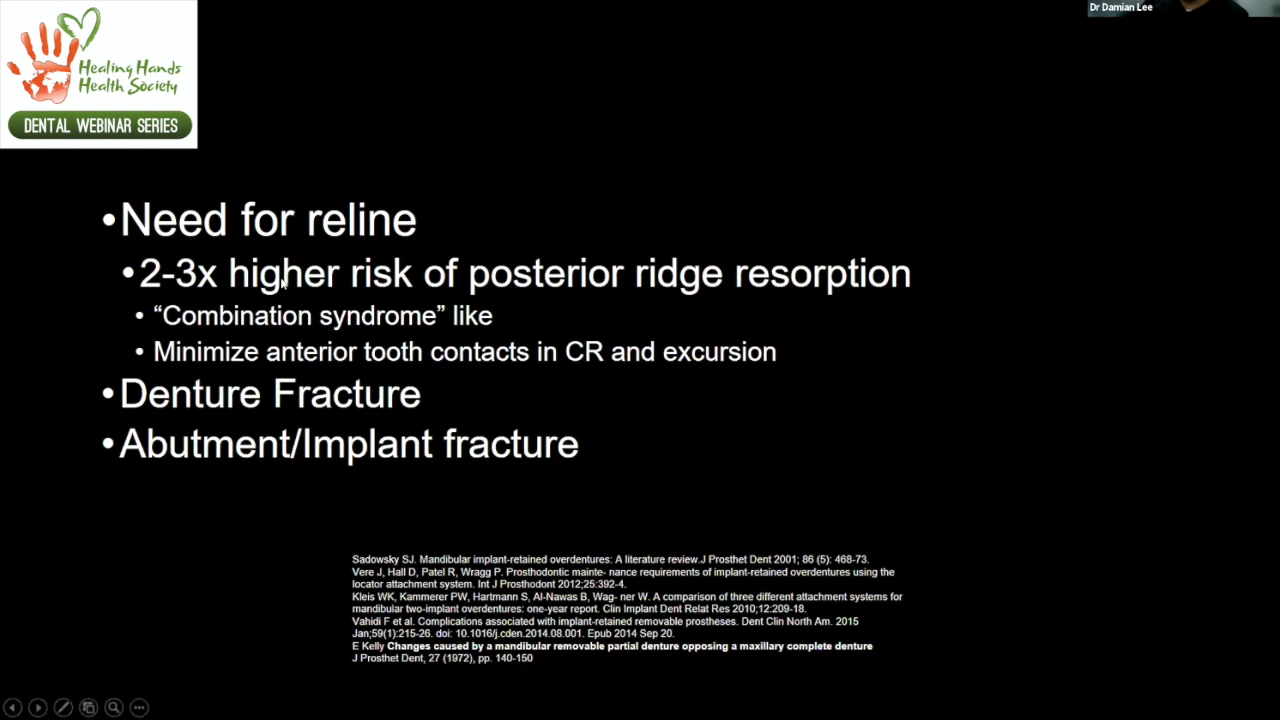 Dr Damian Lee
Healing Hands
Health Society
DENTAL WEBINAR SERIES
•Need for reline
•2-3x higher risk of posterior ridge resorption
• “Combination syndrome” like
• Minimize anterior tooth contacts in CR and excursion
•Denture Fracture
•Abutment/Implant fracture
Sadowsky SJ. Mandibular implant-retained overdentures: A literature review.J Prosthet Dent 2001; 86 (5): 468-73.
Vere J, Hall D, Patel R, Wragg P. Prosthodontic mainte- nance requirements of implant-retained overdentures using the
locator attachment system. Int J Prosthodont 2012;25:392-4.
Kleis WK, Kammerer PW, Hartmann S, Al-Nawas B, Wag- ner W. A comparison of three different attachment systems for
mandibular two-implant overdentures: one-year report. Clin Implant Dent Relat Res 2010;12:209-18.
Vahidi F et al. Complications associated with implant-retained removable prostheses. Dent Clin North Am. 2015
Jan;59(1):215-26. doi: 10.1016/j.cden.2014.08.001. Epub 2014 Sep 20.
E Kelly Changes caused by a mandibular removable partial denture opposing a maxillary complete denture
J Prosthet Dent, 27 (1972), pp. 140-150